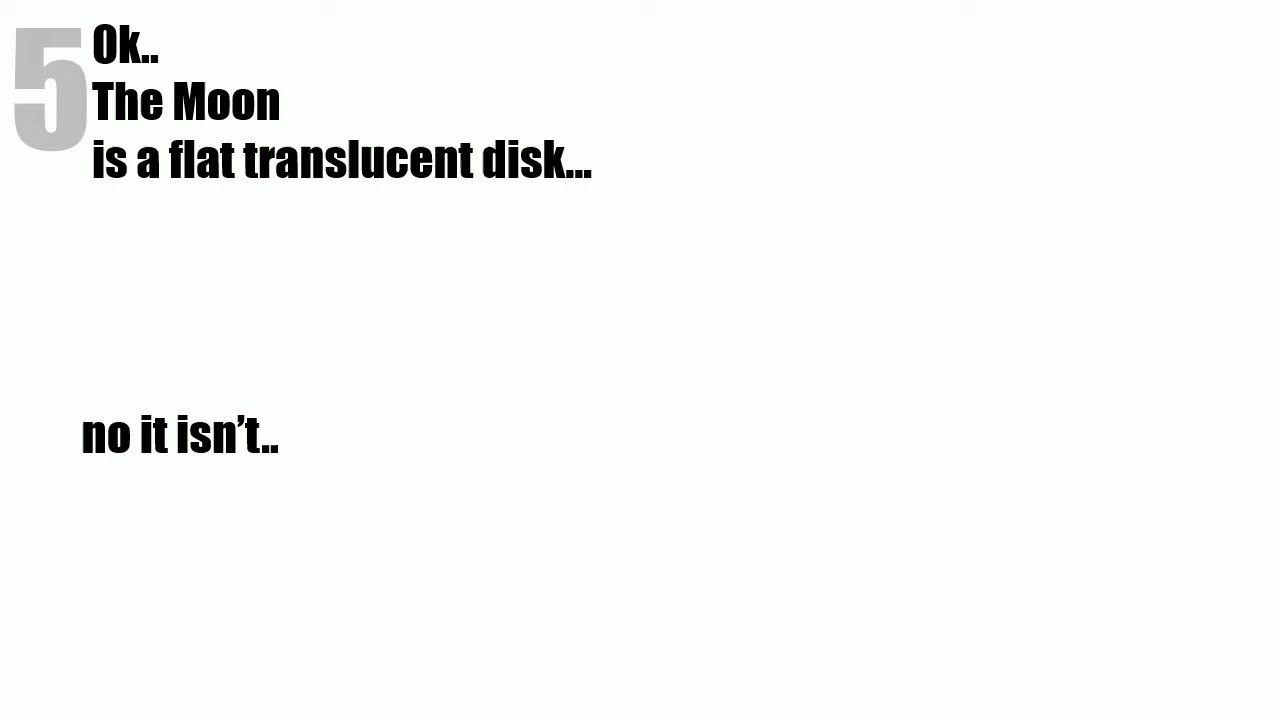 5
Ok..
The Moon
is a flat translucent disk...
no it isn’t..